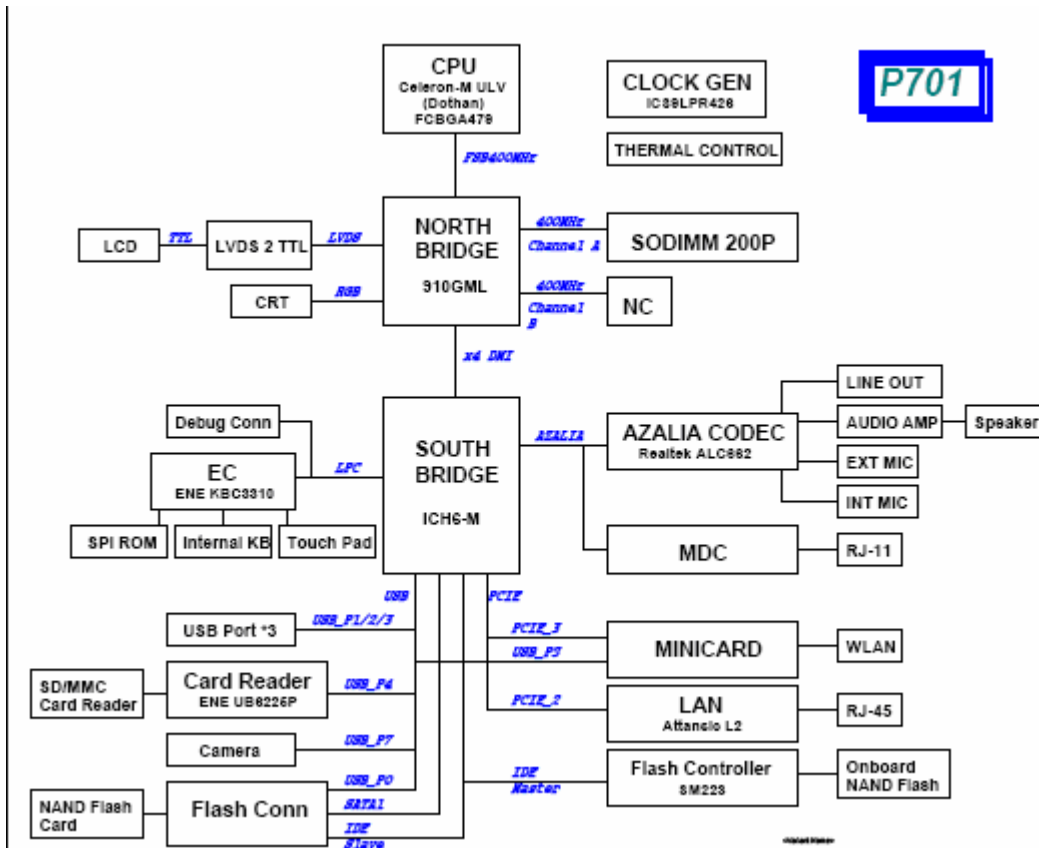 P701
CPU
Celeron-M ULV
(Dothan)
FCBGA479
CLOCK GEN
ICS9LPR426
THERMAL CONTROL
FSB400MHz
NORTH
BRIDGE
910GML
LCD
TTL
LVDS 2 TTL
LVDS
CRT
RGB
400MHz
Channel A
SODIMM 200P
400MHz
Channel
B
NC
x4 DMI
SOUTH
BRIDGE
ICH6-M
Debug Conn
EC
ENE KBC3310
LPC
SPI ROM
Internal KB
Touch Pad
AZALIA
AZALIA CODEC
Realtek ALC662
LINE OUT
AUDIO AMP
Speaker
EXT MIC
INT MIC
MDC
RJ-11
USB
PCIE
USB Port *3
USB_P1/2/3
PCIE_3
USB_P5
MINICARD
WLAN
SD/MMC
Card Reader
Card Reader
ENE UB6225P
USB_P4
PCIE_2
LAN
Attansic L2
RJ-45
Camera
USB_P7
USB_P0
NAND Flash
Card
Flash Conn
SATA1
IDE
Slave
IDE
Master
Flash Controller
SM223
Onboard
NAND Flash